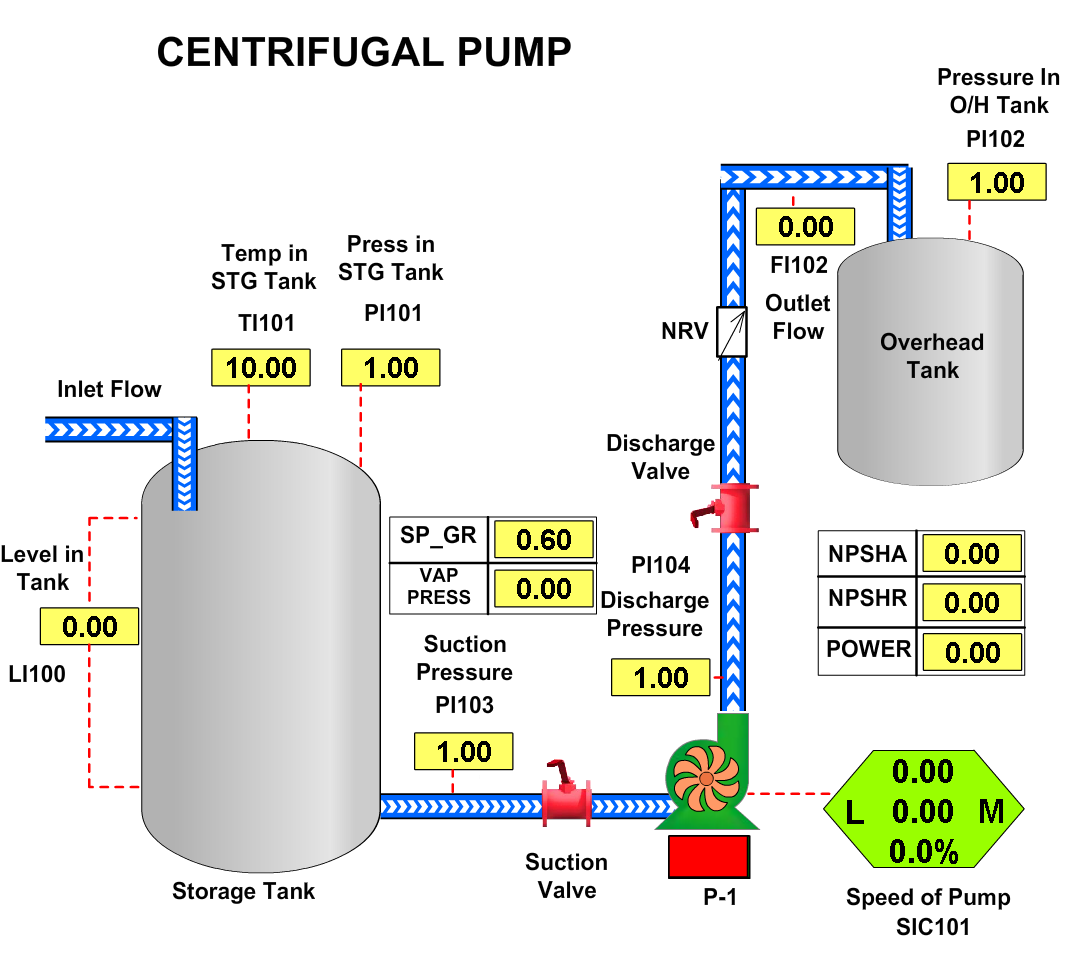 CENTRIFUGAL PUMP
Pressure In
O/H Tank
PI102
1.00
0.00
FI102
Outlet
Flow
Overhead
Tank
NRV
Temp in
STG Tank
TI101
10.00
Press in
STG Tank
PI101
1.00
Inlet Flow
Discharge
Valve
Level in
Tank
0.00
LI100
SP_GR
0.60
VAP
PRESS
0.00
PI104
Discharge
Pressure
1.00
NPSHA
0.00
NPSHR
0.00
POWER
0.00
Suction
Pressure
PI103
1.00
0.00
L 0.00 M
0.0%
Suction
Valve
Storage Tank
P-1
Speed of Pump
SIC101